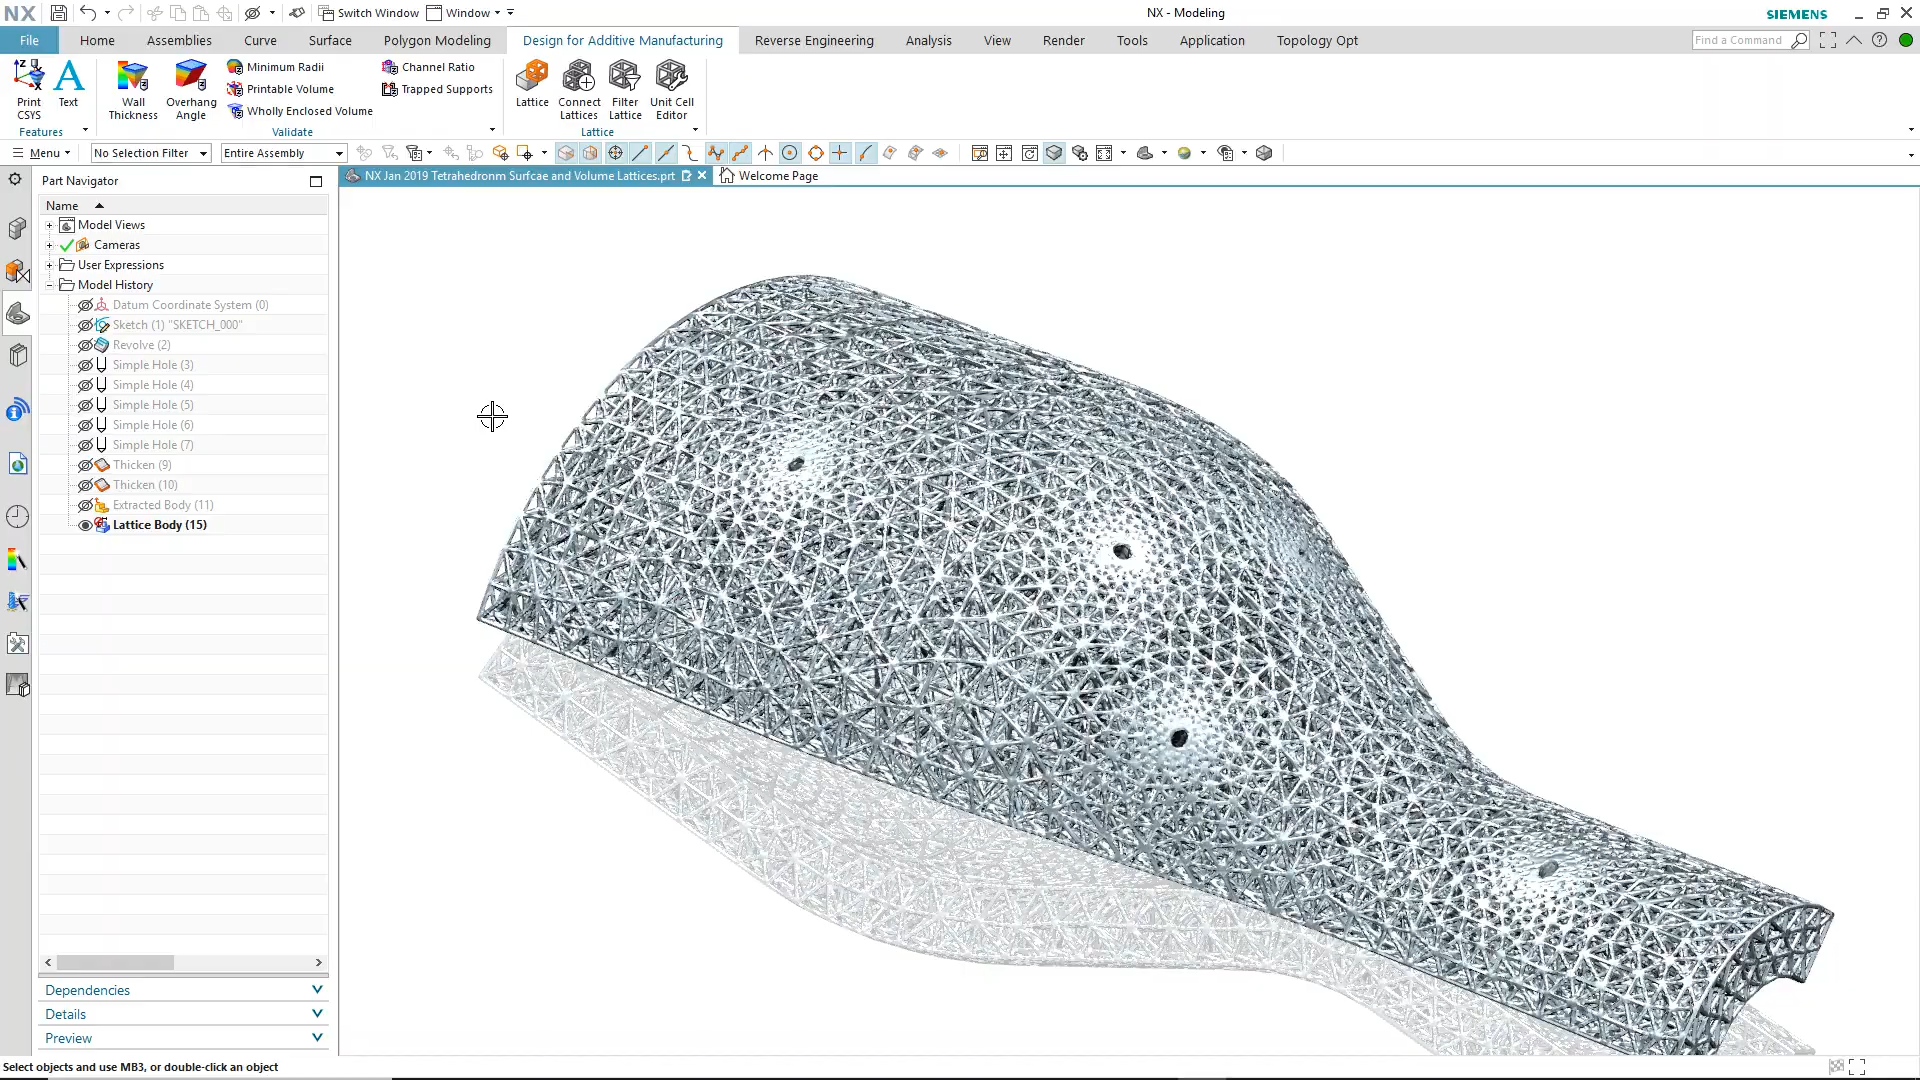 NX
Switch Window
Window
NX - Modeling
SIEMENS
File
Home
Assemblies
Curve
Surface
Polygon Modeling
Design for Additive Manufacturing
Reverse Engineering
Analysis
View
Render
Tools
Application
Topology Opt
Find a Command
Print
CSYS
Text
Features
Wall
Thickness
Overhang
Angle
Minimum Radii
Printable Volume
Wholly Enclosed Volume
Channel Ratio
Trapped Supports
Validate
Lattice
Connect
Lattices
Filter
Lattice
Unit Cell
Editor
Lattice
Menu
No Selection Filter
Entire Assembly
Part Navigator
NX Jan 2019 Tetrahedronm Surfcae and Volume Lattices.prt
Welcome Page
Name
Model Views
Cameras
User Expressions
Model History
Datum Coordinate System (0)
Sketch (1) "SKETCH_000"
Revolve (2)
Simple Hole (3)
Simple Hole (4)
Simple Hole (5)
Simple Hole (6)
Simple Hole (7)
Thicken (9)
Thicken (10)
Extracted Body (11)
Lattice Body (15)
Dependencies
Details
Preview
Select objects and use MB3, or double-click an object